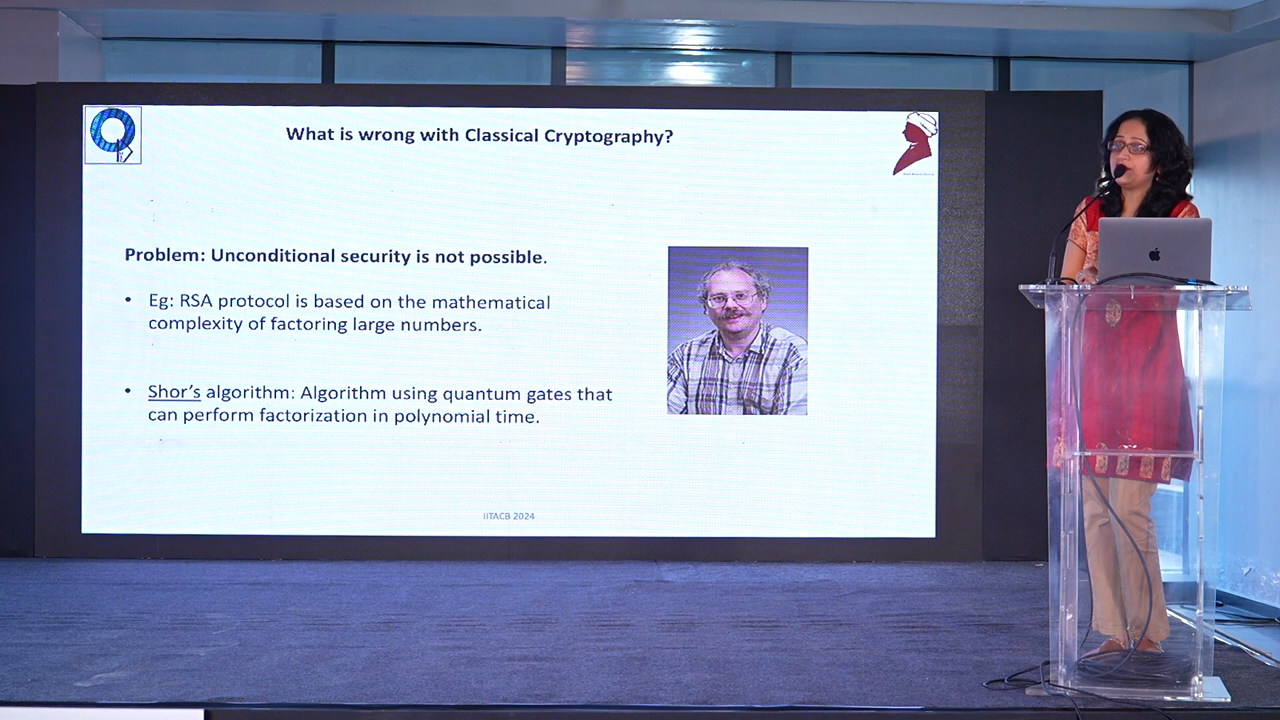 What is wrong with Classical Cryptography?
Problem: Unconditional security is not possible.
• Eg: RSA protocol is based on the mathematical
complexity of factoring large numbers.
• Shor's algorithm: Algorithm using quantum gates that
can perform factorization in polynomial time.
IITACB 2024